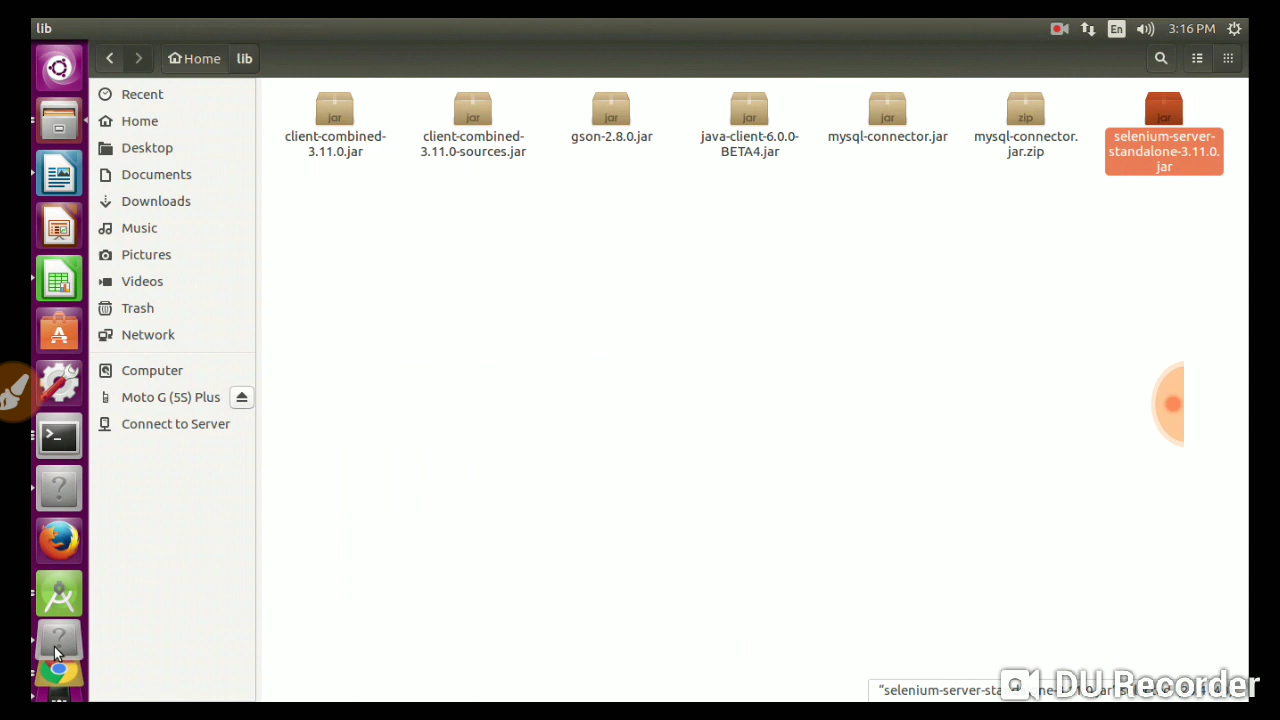 lib
En
3:16 PM
Home
lib
Recent
Home
Desktop
Documents
Downloads
Music
Pictures
Videos
Trash
Network
Computer
Moto G (5S) Plus
Connect to Server
jar
client-combined-
3.11.0.jar
jar
client-combined-
3.11.0-sources.jar
jar
gson-2.8.0.jar
jar
java-client-6.0.0-
BETA4.jar
jar
mysql-connector.jar
zip
mysql-connector.
jar.zip
jar
selenium-server-
standalone-3.11.0.
jar
"selenium-server-
DU Recorder